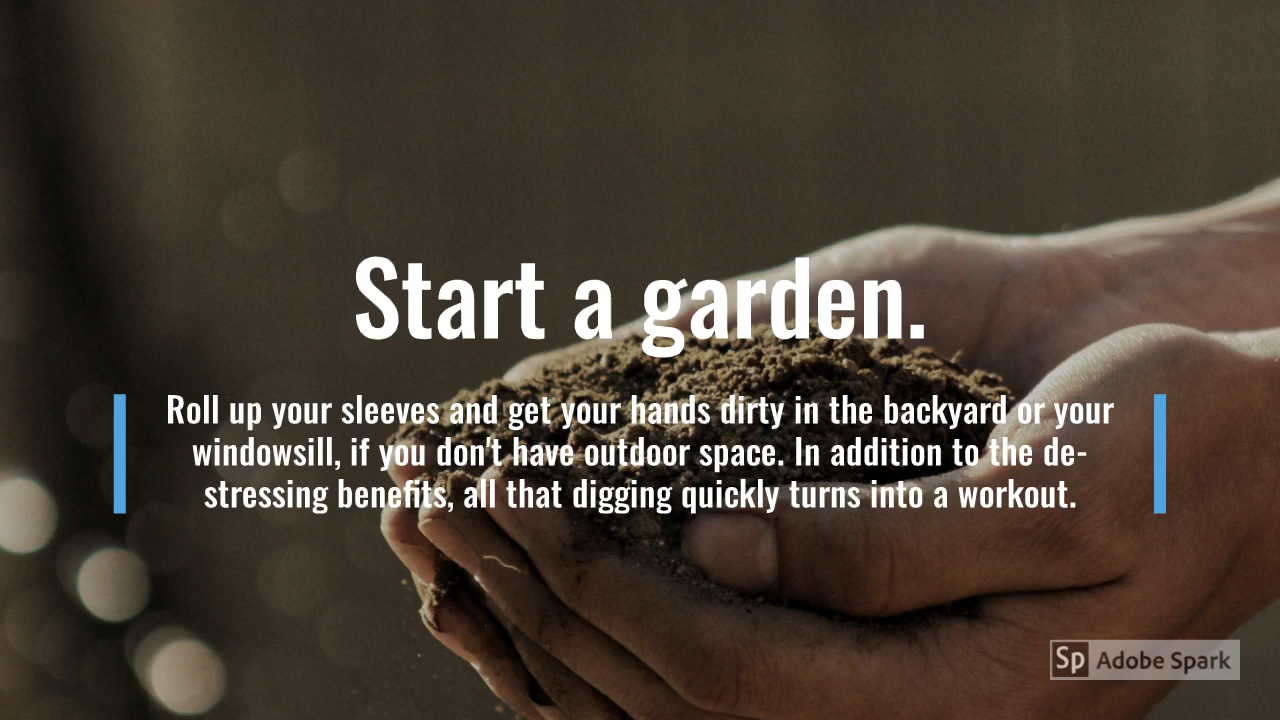 Start a garden.
Roll up your sleeves and get your hands dirty in the backyard or your
windowsill, if you don't have outdoor space. In addition to the de-
stressing benefits, all that digging quickly turns into a workout.
Sp Adobe Spark